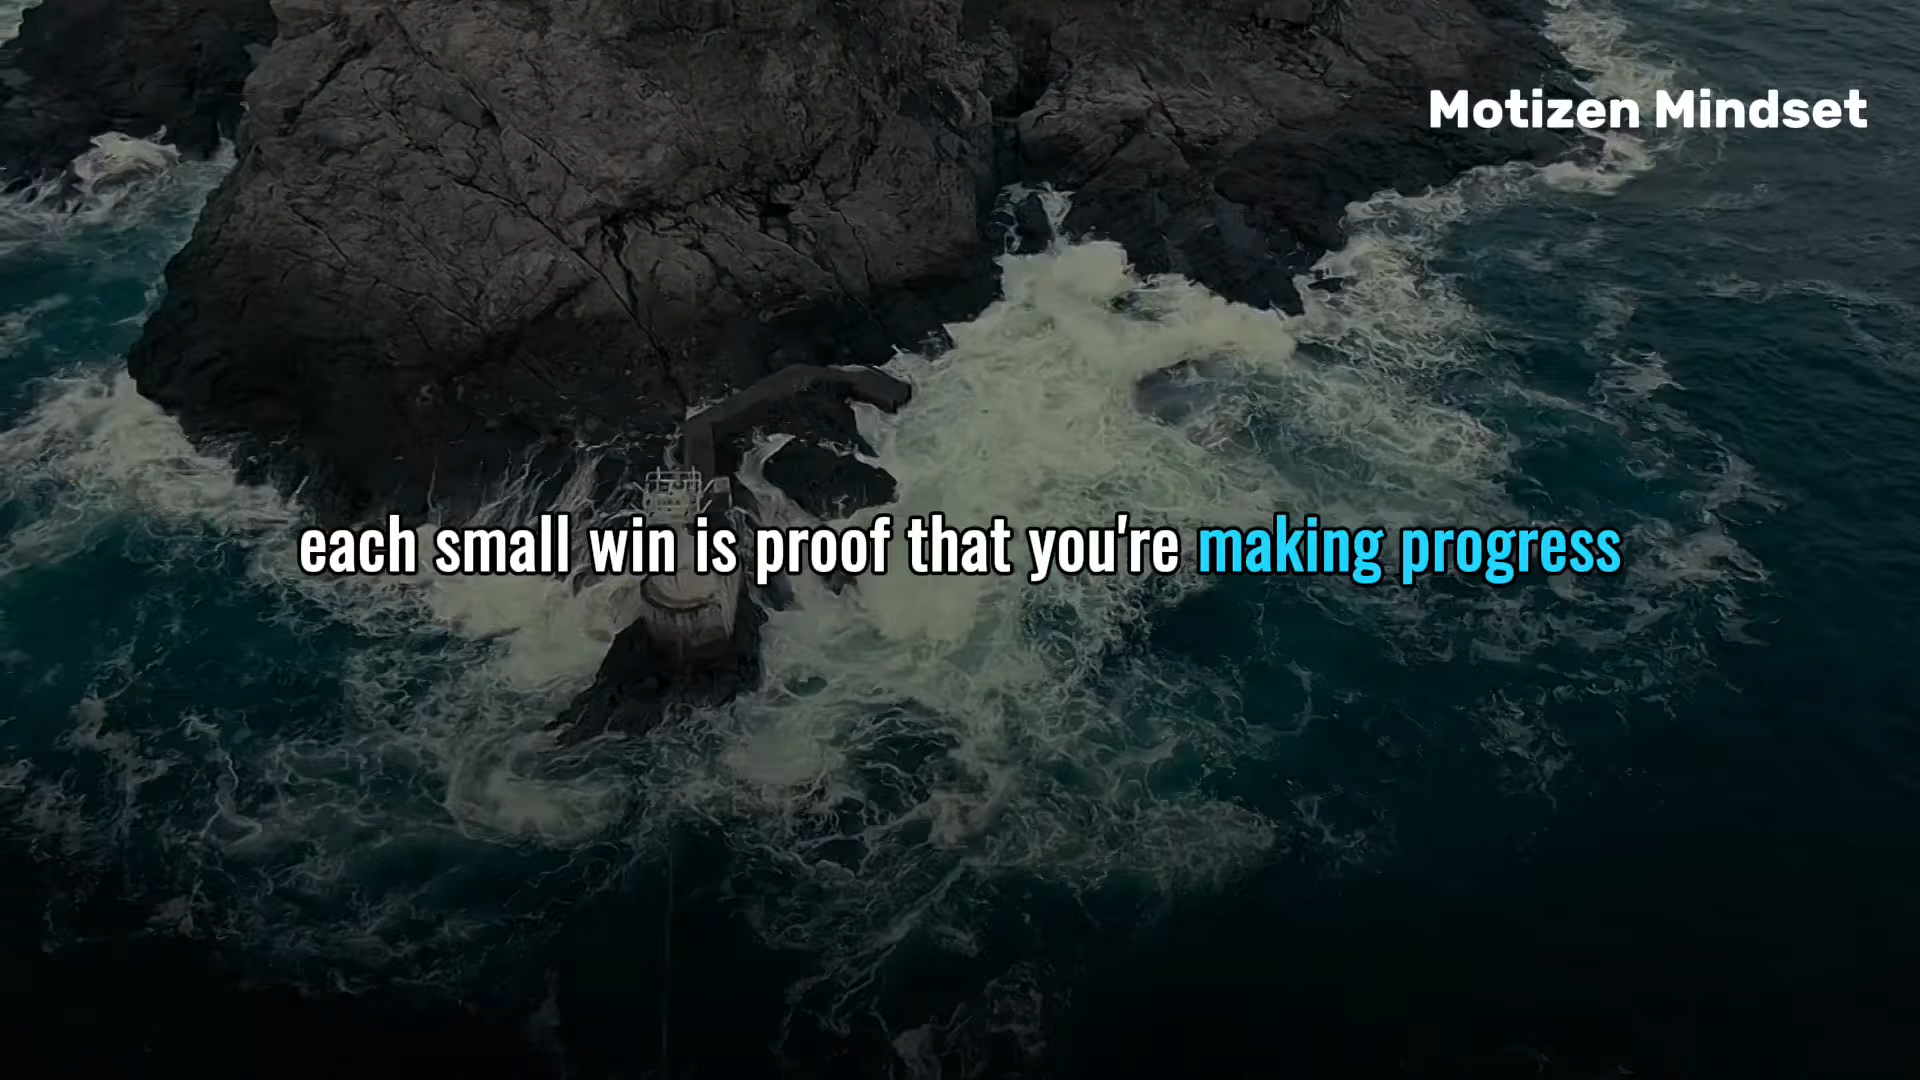 Motizen Mindset
each small win is proof that you're making progress